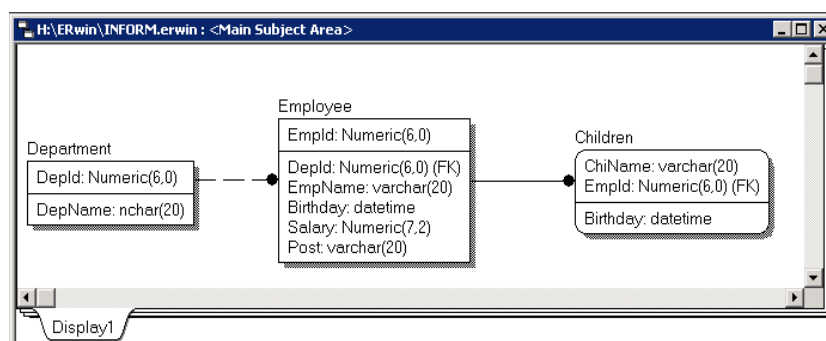 H:\ERwin\INFORM.erwin : <Main Subject Area>
Department
DepId: Numeric(6,0)
DepName: nchar(20)
Employee
EmpId: Numeric(6,0)
DepId: Numeric(6,0) (FK)
EmpName: varchar(20)
Birthday: datetime
Salary: Numeric(7,2)
Post: varchar(20)
Children
ChiName: varchar(20)
EmpId: Numeric(6,0) (FK)
Birthday: datetime
Display1